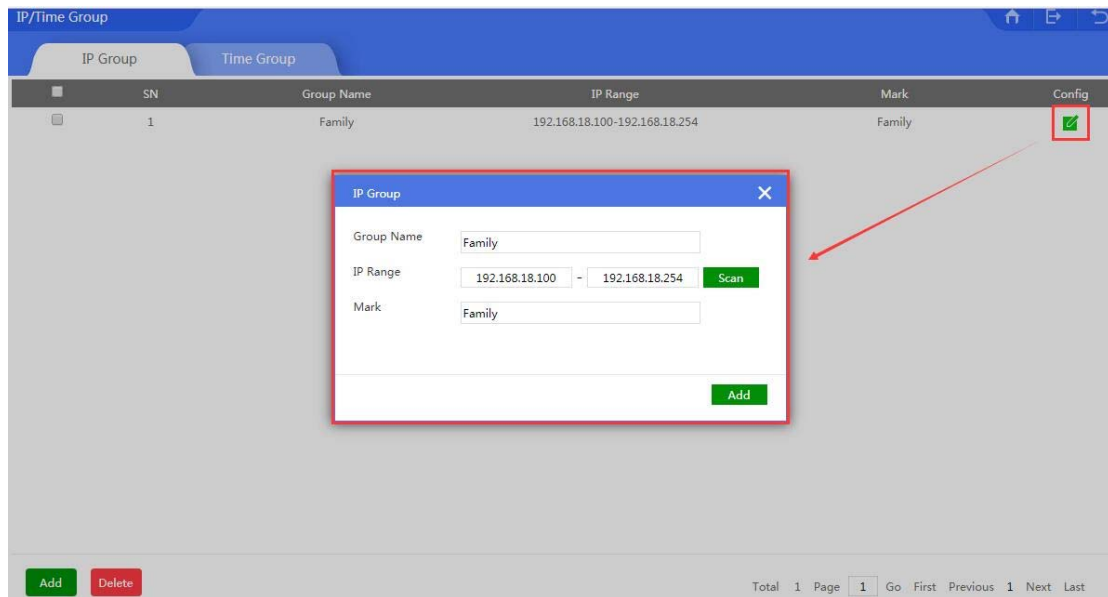 IP/Time Group
IP Group Time Group
SN Group Name IP Range Mark Config
1 Family 192.168.18.100-192.168.18.254 Family
IP Group
Group Name Family
IP Range 192.168.18.100 - 192.168.18.254 Scan
Mark Family
Add
Add Delete Total 1 Page 1 Go First Previous 1 Next Last